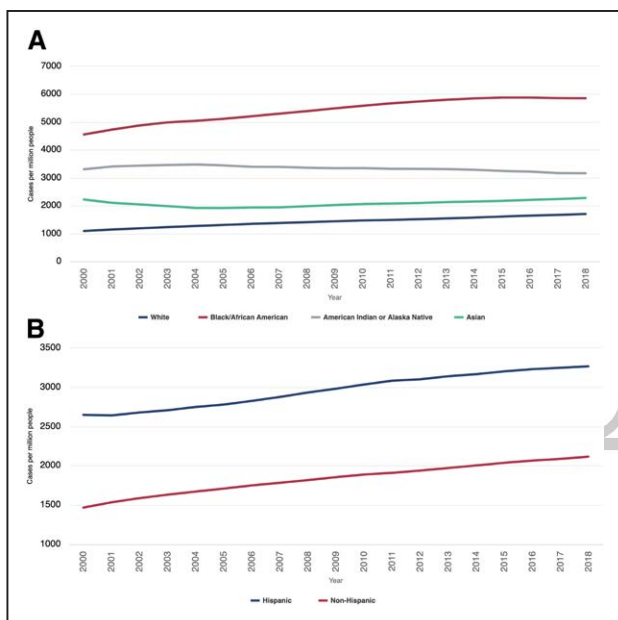 A
7000
6000
5000
4000
3000
2000
1000
0
Cases per million people
2000 2001 2002 2003 2004 2005 2006 2007 2008 2009 2010 2011 2012 2013 2014 2015 2016 2017 2018
Year
White Black/African American American Indian or Alaska Native Asian
B
3500
3000
2500
2000
1500
1000
Cases per million people
2000 2001 2002 2003 2004 2005 2006 2007 2008 2009 2010 2011 2012 2013 2014 2015 2016 2017 2018
Year
Hispanic Non-Hispanic